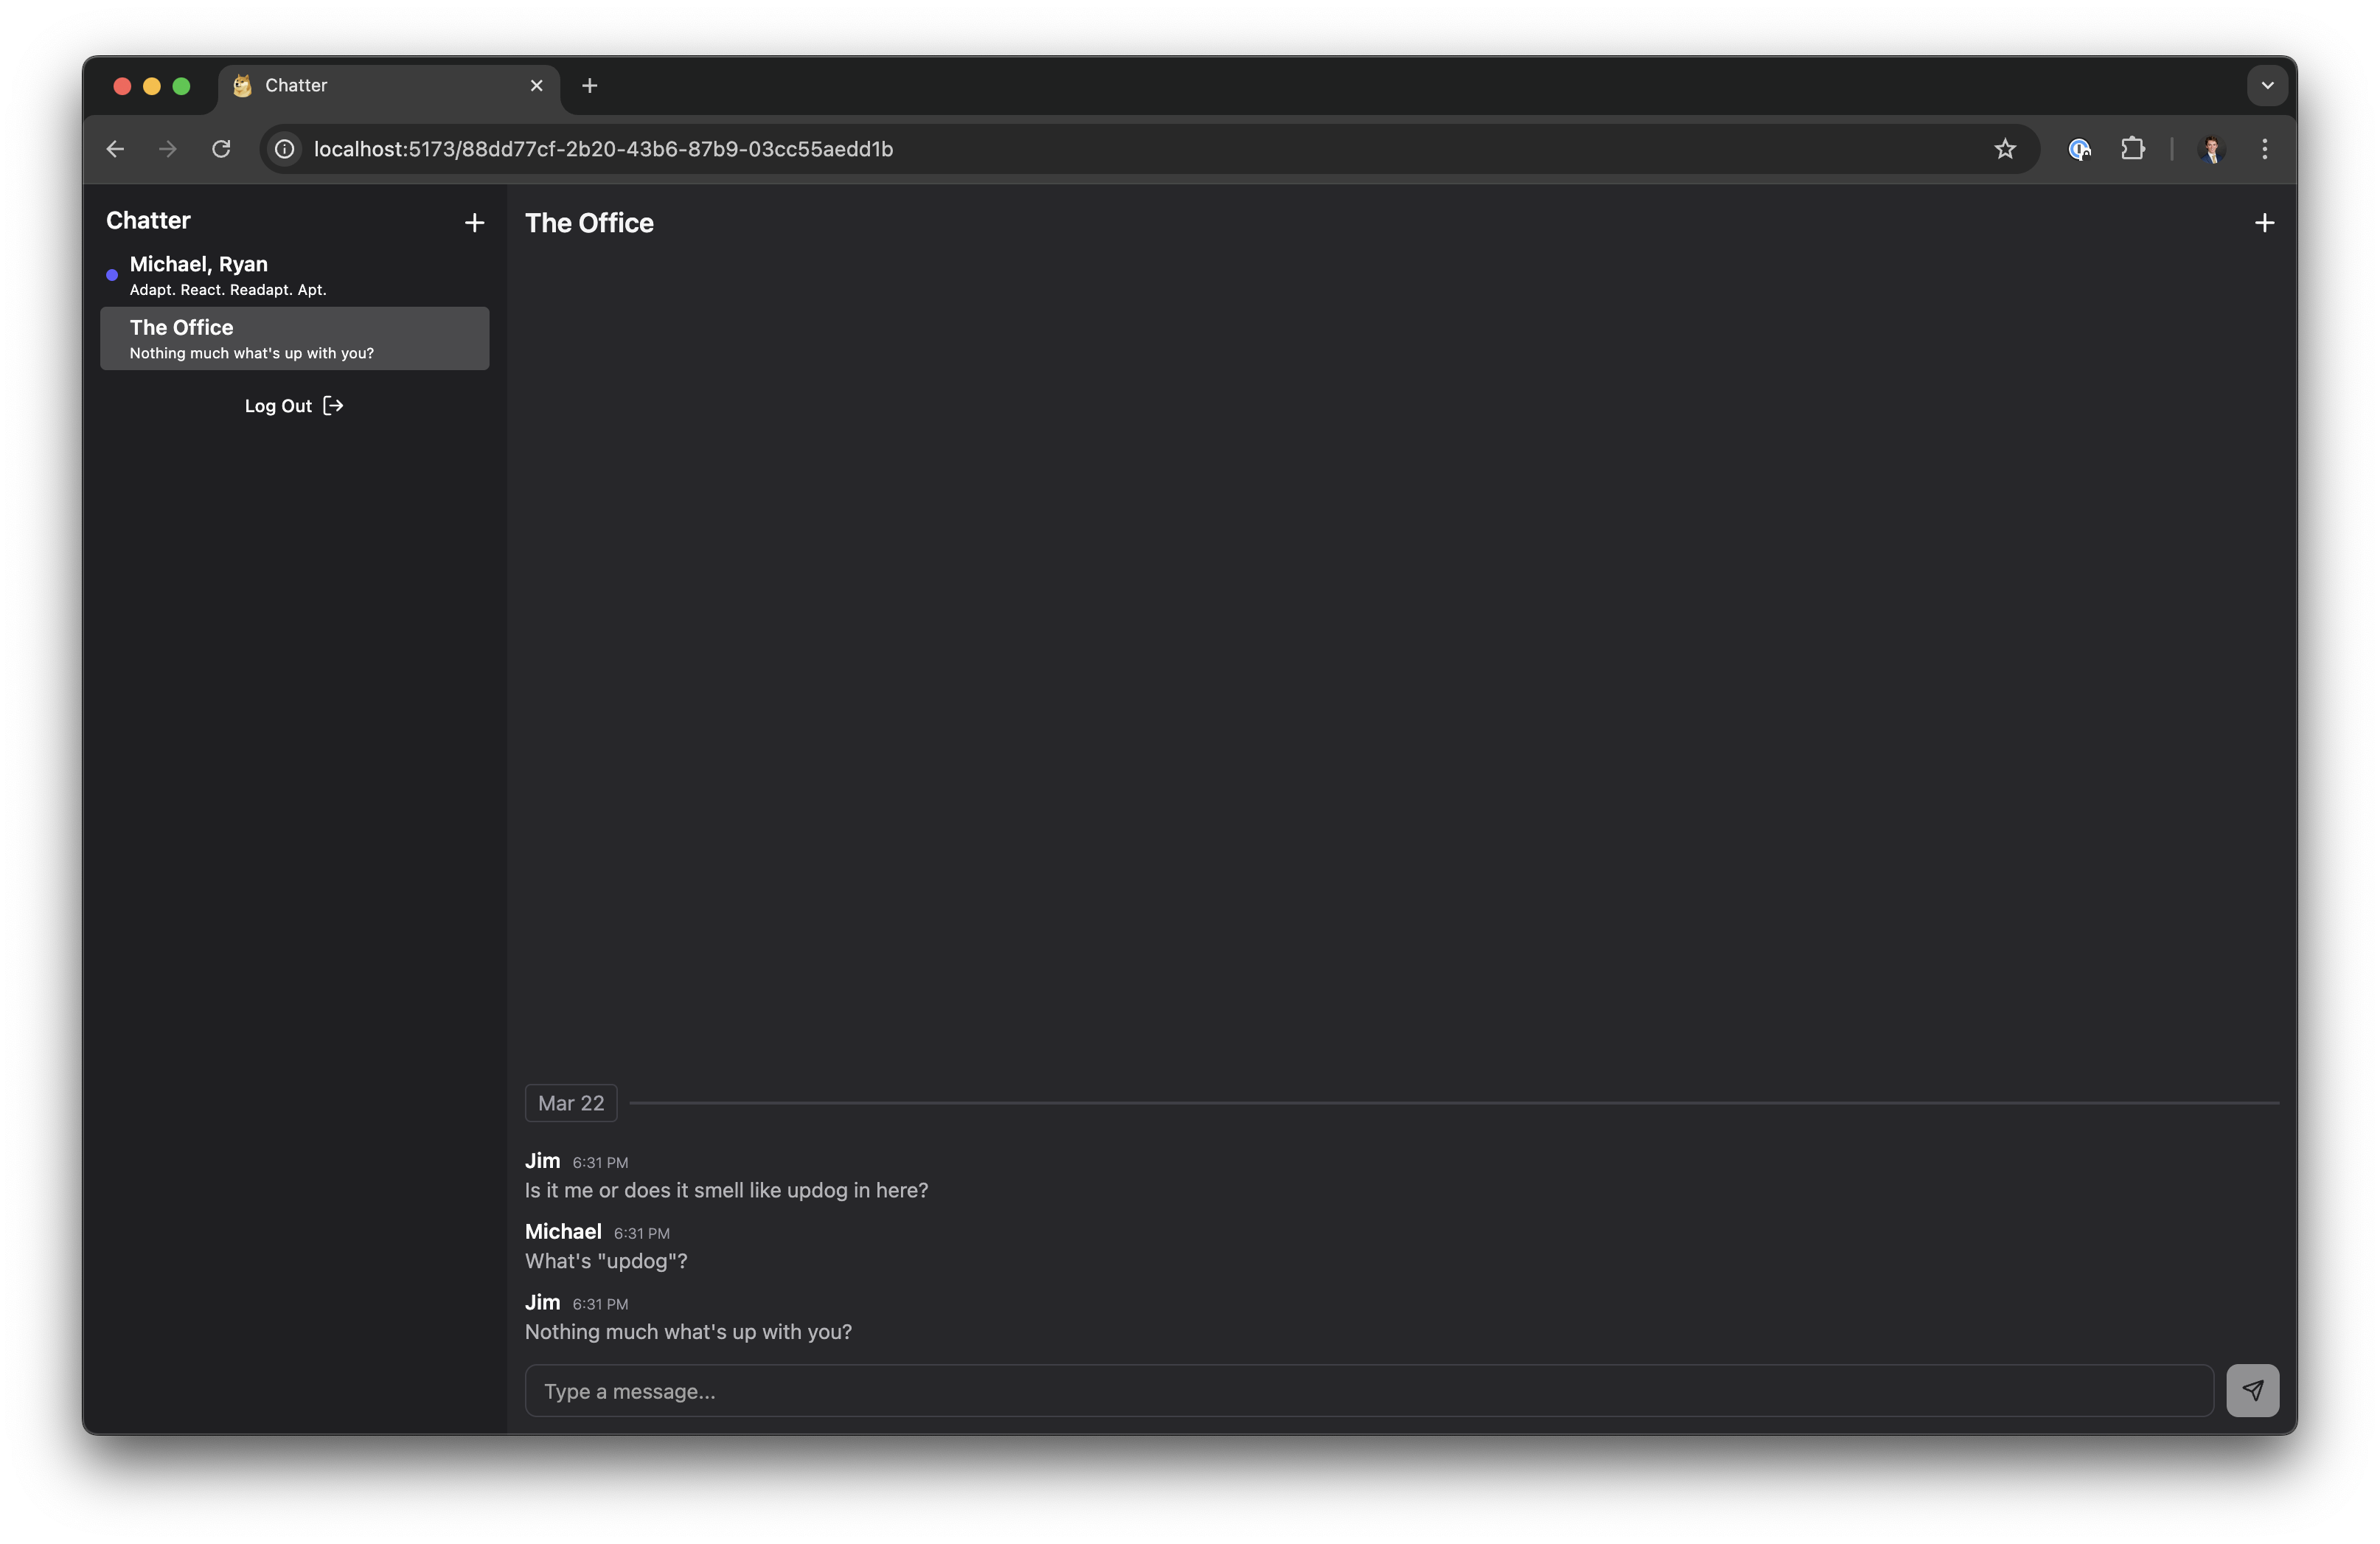 Chatter
localhost:5173/88dd77cf-2b20-43b6-87b9-03cc55aedd1b
Chatter
Michael, Ryan
Adapt. React. Readapt. Apt.
The Office
Nothing much what's up with you?
Log Out
The Office
Mar 22
Jim 6:31 PM
Is it me or does it smell like updog in here?
Michael 6:31 PM
What's "updog"?
Jim 6:31 PM
Nothing much what's up with you?
Type a message...